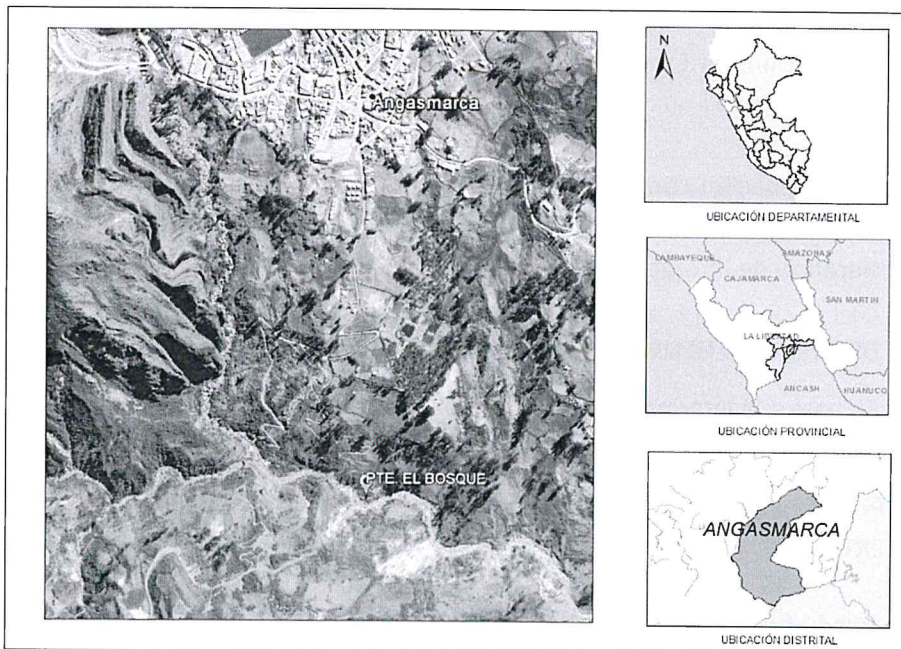 Angasmarca
PTE. EL BOSQUE
N
UBICACIÓN DEPARTAMENTAL
LAMBAYEQUE
AMAZONAS
CAJAMARCA
SAN MARTIN
LA LIBERTAD
ANCASH
HUANUCO
UBICACIÓN PROVINCIAL
ANGASMARCA
UBICACIÓN DISTRITAL